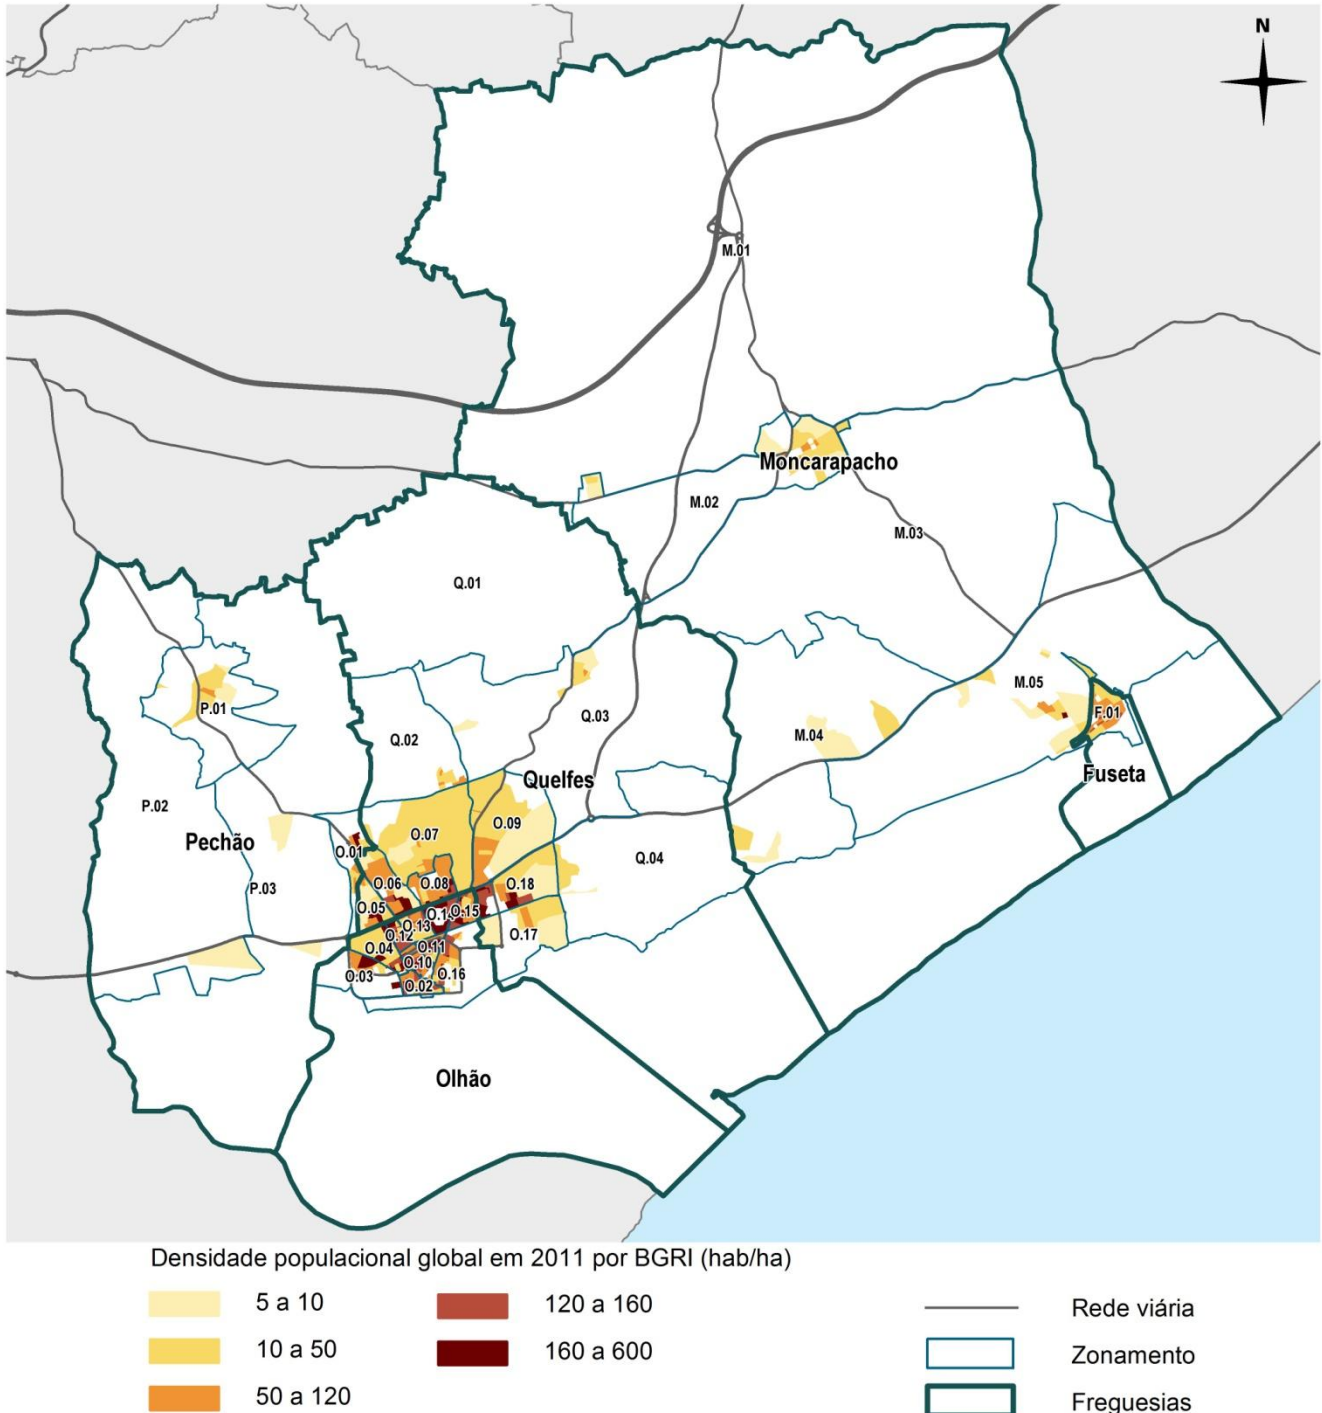 N
M.01
Moncarapacho
M.02
M.03
Q.01
M.05
P.01
F.01
Q.03
Q.02
M.04
Quelfes
Fuseta
P.02
O.07
O.09
Pechão
O.01
Q.04
O.06
O.08
O.18
P.03
O.05
O.1
O.15
O.13
O.12
O.17
O.04
O.11
O.10
O.03
O.16
O.02
Olhão
Densidade populacional global em 2011 por BGRI (hab/ha)
5 a 10
120 a 160
Rede viária
10 a 50
160 a 600
Zonamento
50 a 120
Freguesias